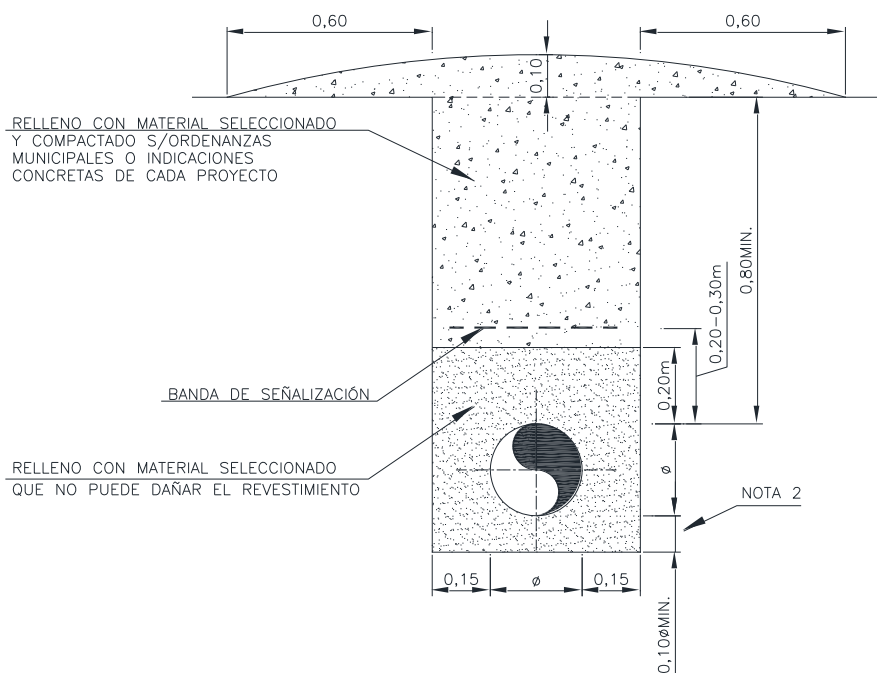 0,60
0,60
0,10
RELLENO CON MATERIAL SELECCIONADO
Y COMPACTADO S/ORDENANZAS
MUNICIPALES O INDICACIONES
CONCRETAS DE CADA PROYECTO
0,80MIN.
0,20-0,30m
0,20m
BANDA DE SEÑALIZACIÓN
RELLENO CON MATERIAL SELECCIONADO
QUE NO PUEDE DAÑAR EL REVESTIMIENTO
ø
NOTA 2
0,15
ø
0,15
0,10øMIN.